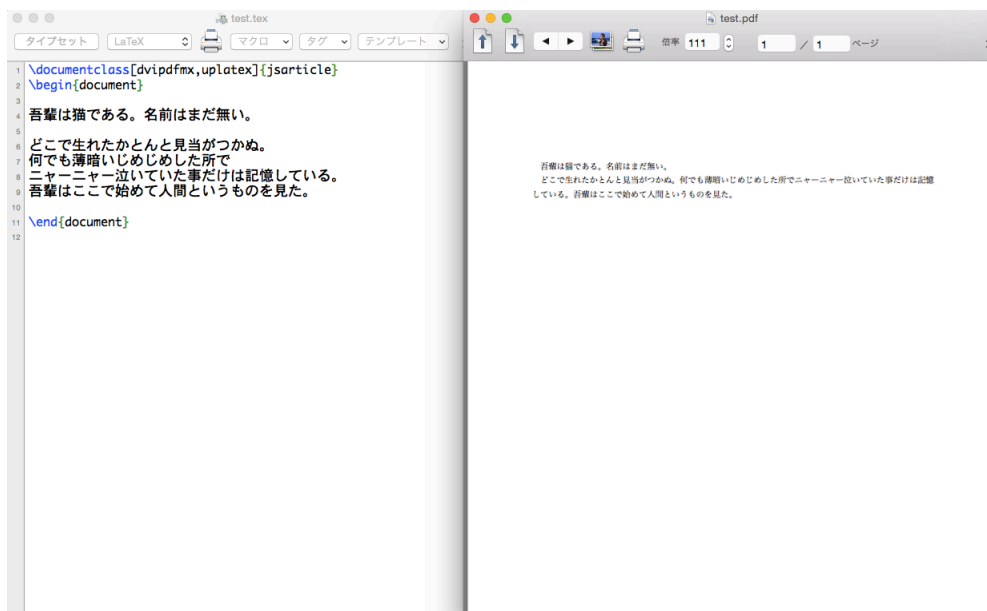 test.tex
タイプセット LaTeX マクロ タグ テンプレート
1 \documentclass[dvipdfmx,uplatex]{jsarticle}
2 \begin{document}
3
4 吾輩は猫である。名前はまだ無い。
5
6 どこで生れたかとんと見当がつかぬ。
7 何でも薄暗いじめじめした所で
8 ニャーニャー泣いていた事だけは記憶している。
9 吾輩はここで始めて人間というものを見た。
10
11 \end{document}
12
test.pdf
倍率 111 1 / 1 ページ
吾輩は猫である。名前はまだ無い。
どこで生れたかとんと見当がつかぬ。何でも薄暗いじめじめした所でニャーニャー泣いていた事だけは記憶
している。吾輩はここで始めて人間というものを見た。